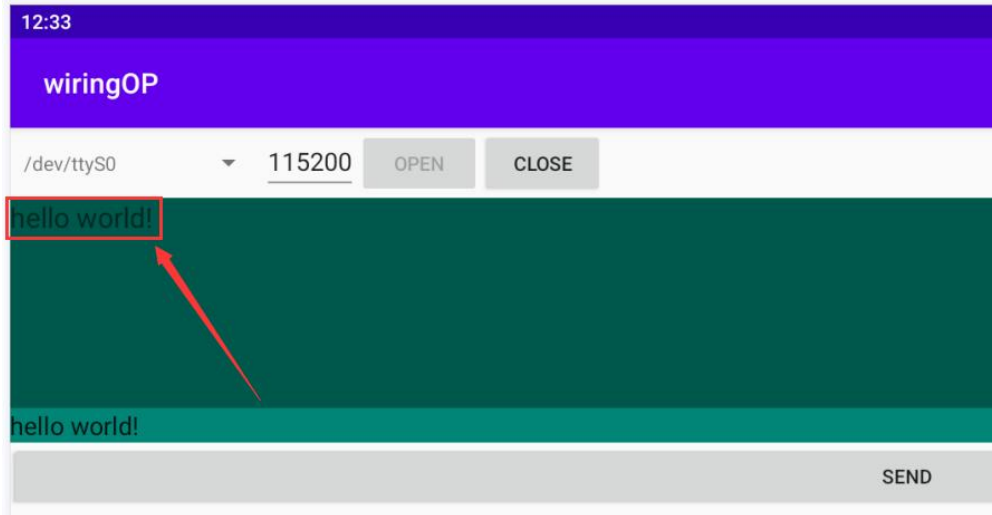 12:33
wiringOP
/dev/ttyS0 115200 OPEN CLOSE
hello world!
hello world!
SEND